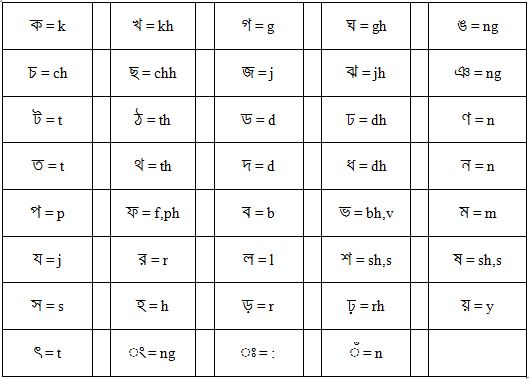 ক = k খ = kh গ = g ঘ = gh ঙ = ng
চ = ch ছ = chh জ = j ঝ = jh ঞ = ng
ট = t ঠ = th ড = d ঢ = dh ণ = n
ত = t থ = th দ = d ধ = dh ন = n
প = p ফ = f,ph ব = b ভ = bh,v ম = m
য = j র = r ল = l শ = sh,s ষ = sh,s
স = s হ = h ড় = r ঢ় = rh য় = y
ৎ = t ং = ng ঃ = : ঁ = n